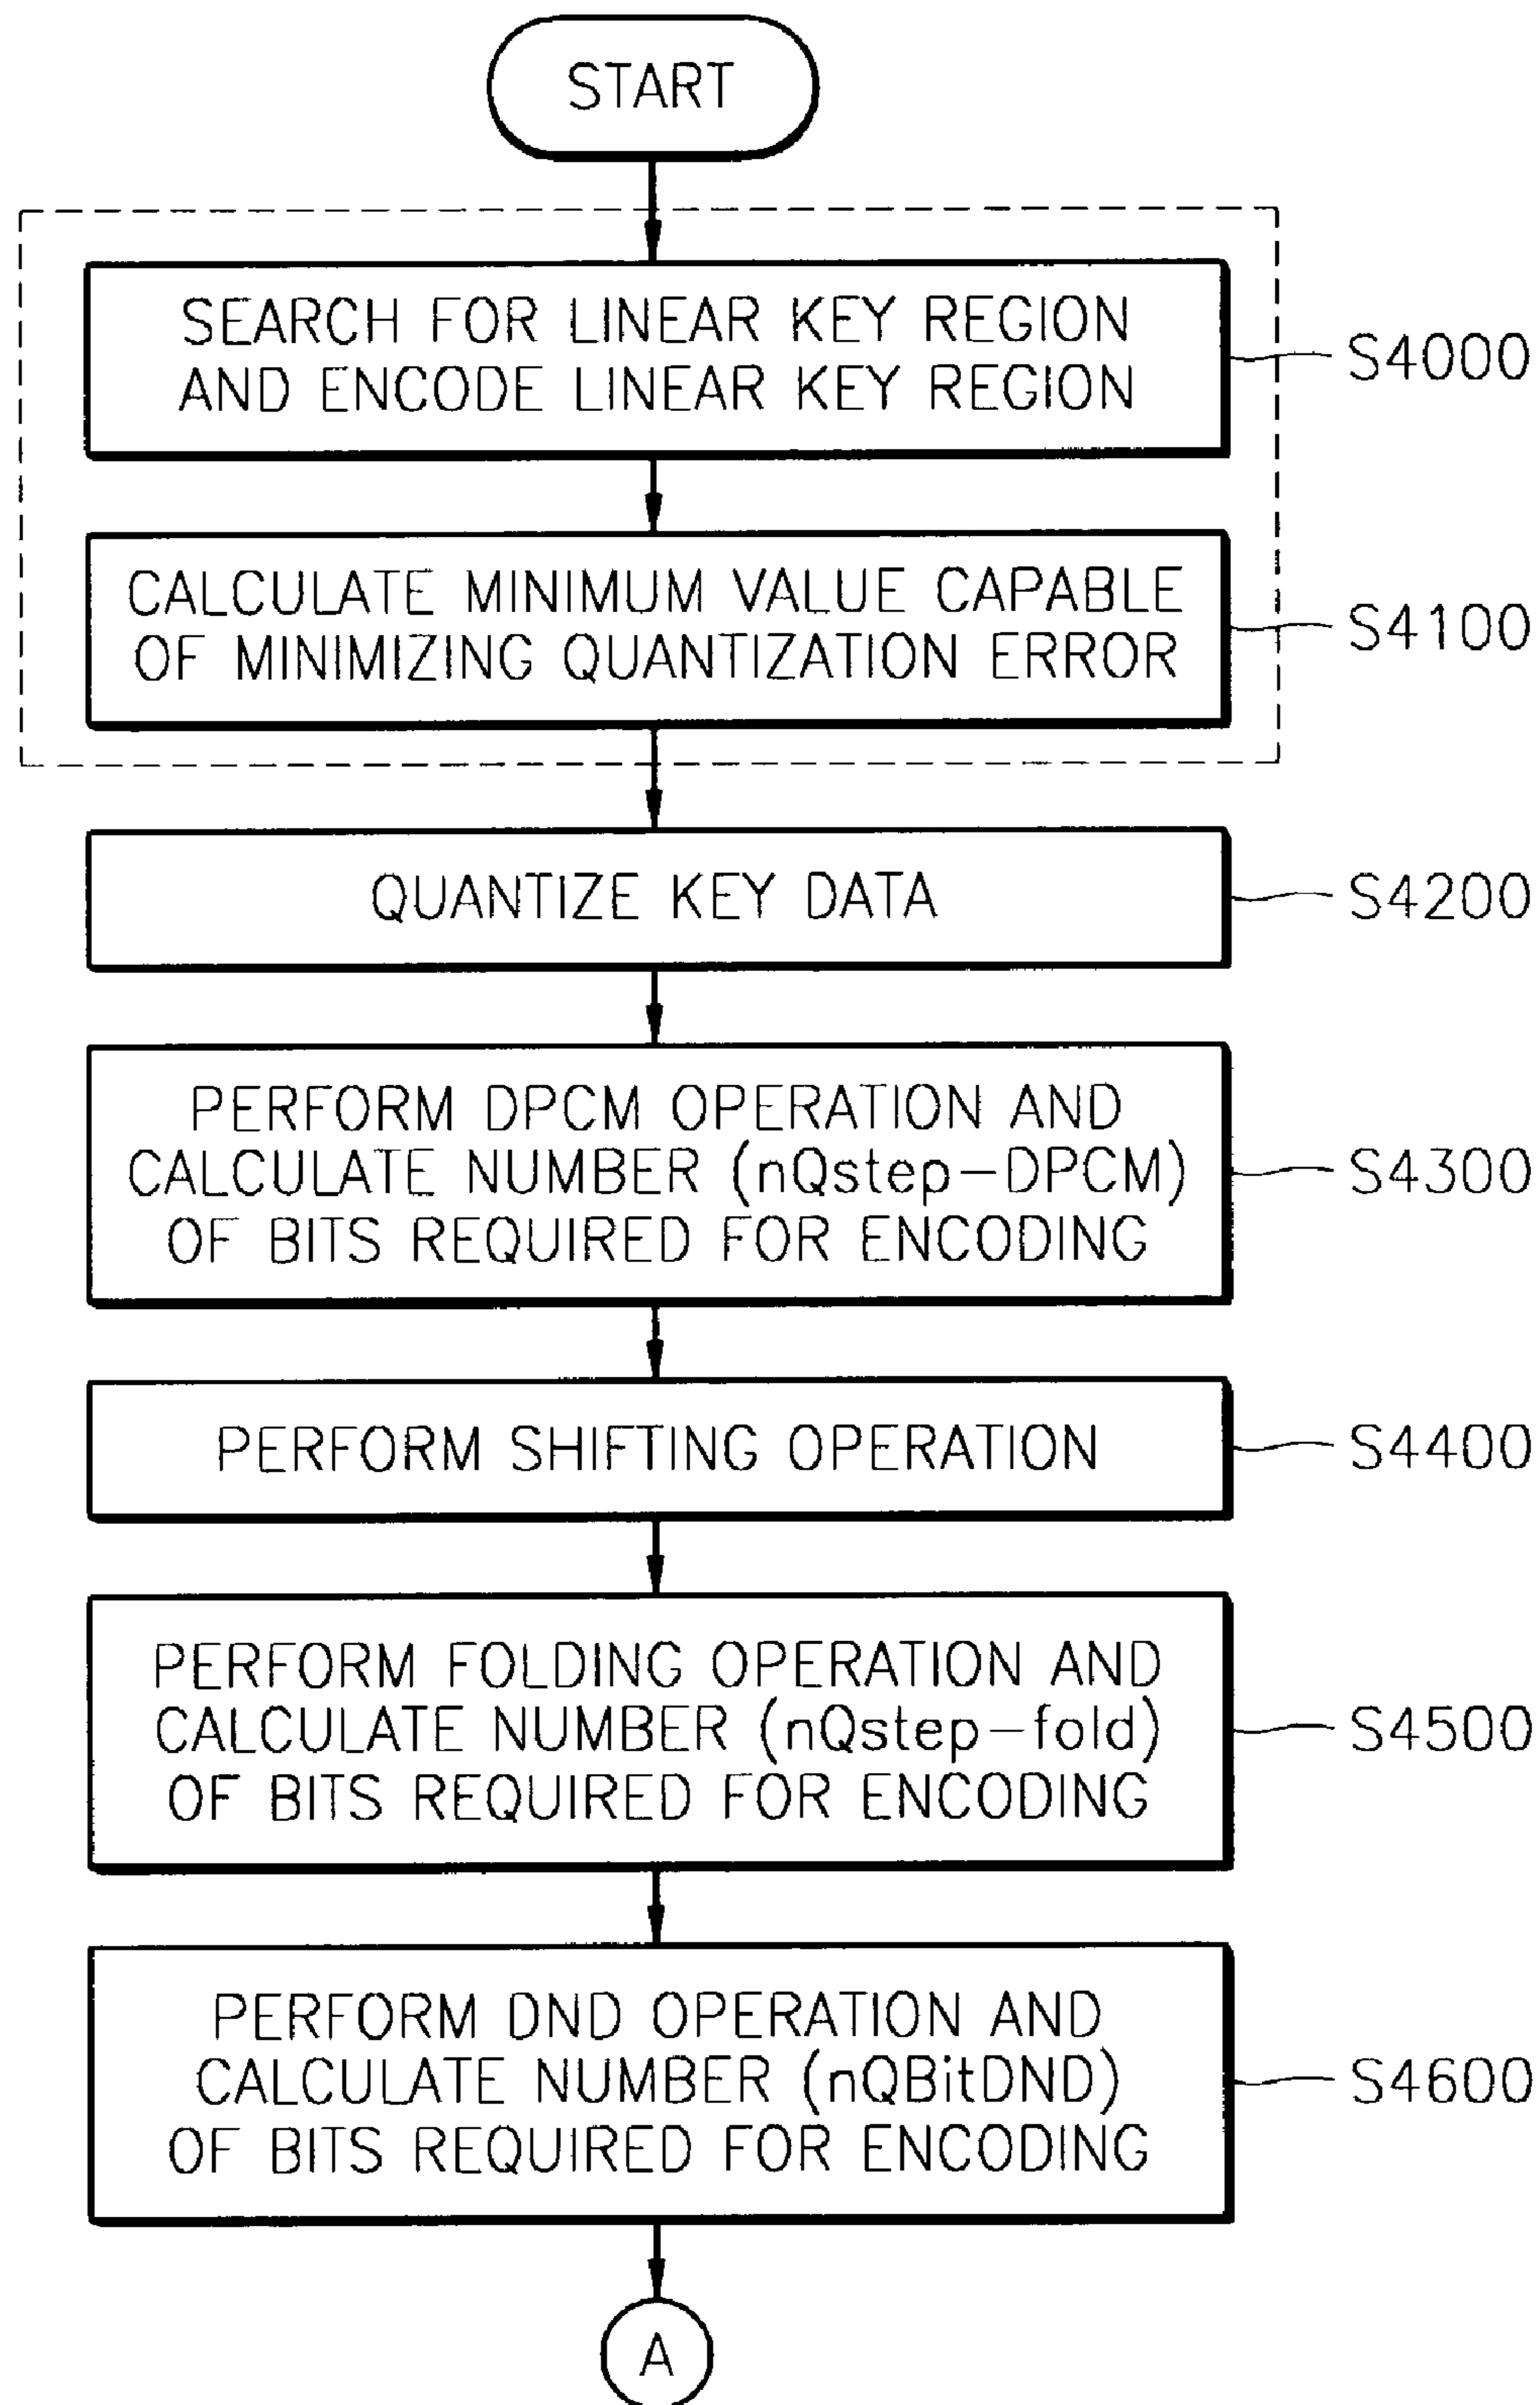 START
SEARCH FOR LINEAR KEY REGION
AND ENCODE LINEAR KEY REGION
S4000
CALCULATE MINIMUM VALUE CAPABLE
OF MINIMIZING QUANTIZATION ERROR
S4100
QUANTIZE KEY DATA
S4200
PERFORM DPCM OPERATION AND
CALCULATE NUMBER (nQstep-DPCM)
OF BITS REQUIRED FOR ENCODING
S4300
PERFORM SHIFTING OPERATION
S4400
PERFORM FOLDING OPERATION AND
CALCULATE NUMBER (nQstep-fold)
OF BITS REQUIRED FOR ENCODING
S4500
PERFORM DND OPERATION AND
CALCULATE NUMBER (nQBitDND)
OF BITS REQUIRED FOR ENCODING
S4600
A